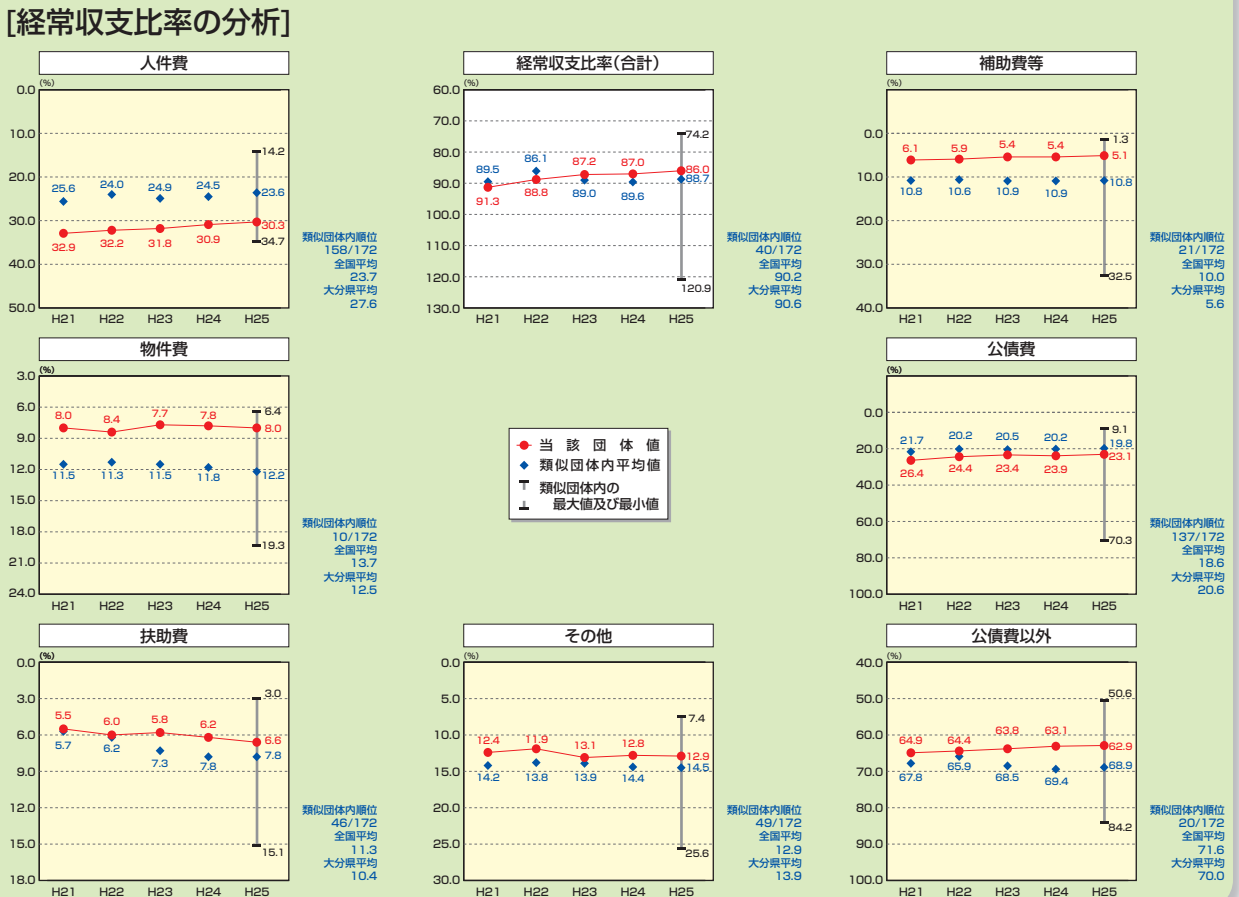 [経常収支比率の分析]
人件費
(%)
0.0
10.0
20.0
30.0
40.0
50.0
25.6 24.0 24.9 24.5 23.6
32.9 32.2 31.8 30.9 30.3
14.2
34.7
H21 H22 H23 H24 H25
類似団体内順位
158/172
全国平均
23.7
大分県平均
27.6
経常収支比率(合計)
(%)
60.0
70.0
80.0
90.0
100.0
110.0
120.0
130.0
89.5 86.1 87.2 87.0 86.0
91.3 88.8 89.0 89.6 88.7
74.2
120.9
H21 H22 H23 H24 H25
類似団体内順位
40/172
全国平均
90.2
大分県平均
90.6
補助費等
(%)
0.0
10.0
20.0
30.0
40.0
6.1 5.9 5.4 5.4 5.1
10.8 10.6 10.9 10.9 10.8
1.3
32.5
H21 H22 H23 H24 H25
類似団体内順位
21/172
全国平均
10.0
大分県平均
5.6
物件費
(%)
3.0
6.0
9.0
12.0
15.0
18.0
21.0
24.0
8.0 8.4 7.7 7.8 8.0
11.5 11.3 11.5 11.8 12.2
6.4
19.3
H21 H22 H23 H24 H25
類似団体内順位
10/172
全国平均
13.7
大分県平均
12.5
当該団体値
類似団体内平均値
類似団体内の
最大値及び最小値
公債費
(%)
0.0
20.0
40.0
60.0
80.0
100.0
21.7 20.2 20.5 20.2 19.8
26.4 24.4 23.4 23.9 23.1
9.1
70.3
H21 H22 H23 H24 H25
類似団体内順位
137/172
全国平均
18.6
大分県平均
20.6
扶助費
(%)
0.0
3.0
6.0
9.0
12.0
15.0
18.0
5.5 6.0 5.8 6.2 6.6
5.7 6.2 7.3 7.8 7.8
3.0
15.1
H21 H22 H23 H24 H25
類似団体内順位
46/172
全国平均
11.3
大分県平均
10.4
その他
(%)
0.0
5.0
10.0
15.0
20.0
25.0
30.0
12.4 11.9 13.1 12.8 12.9
14.2 13.8 13.9 14.4 14.5
7.4
25.6
H21 H22 H23 H24 H25
類似団体内順位
49/172
全国平均
12.9
大分県平均
13.9
公債費以外
(%)
40.0
50.0
60.0
70.0
80.0
90.0
100.0
64.9 64.4 63.8 63.1 62.9
67.8 65.9 68.5 69.4 68.9
50.6
84.2
H21 H22 H23 H24 H25
類似団体内順位
20/172
全国平均
71.6
大分県平均
70.0